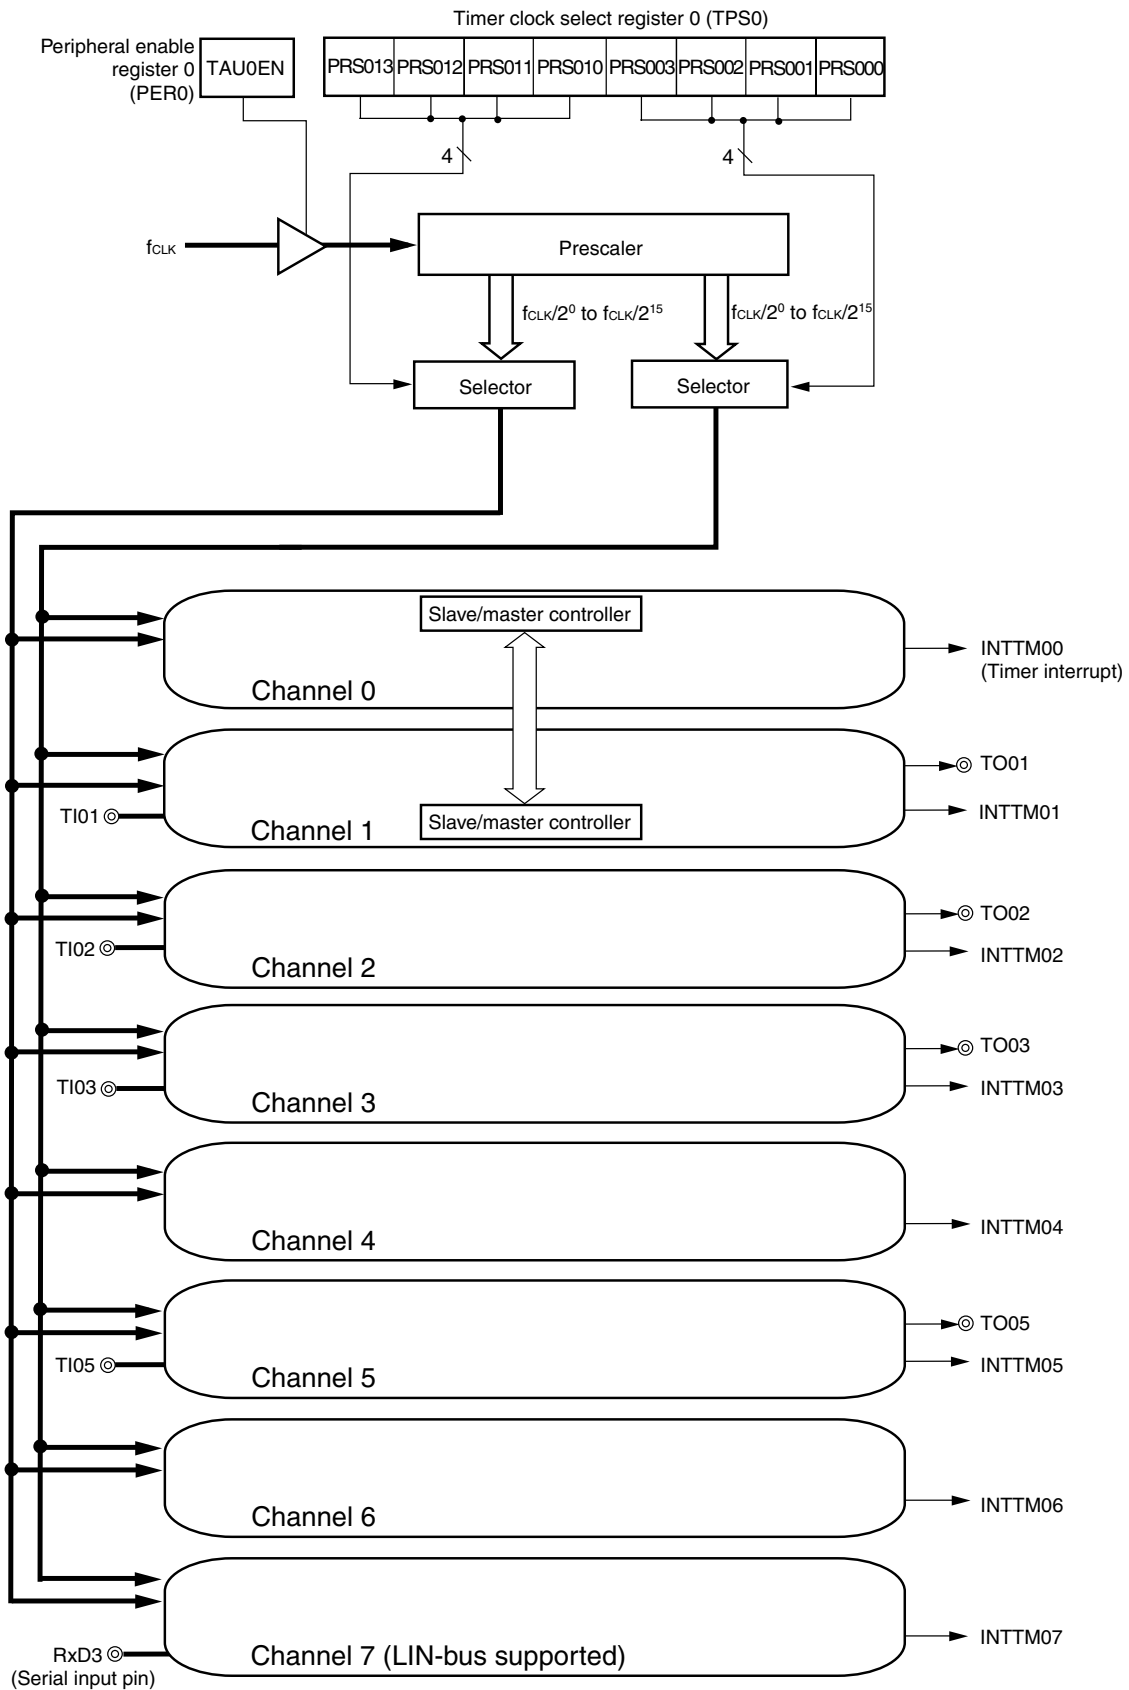 Timer clock select register 0 (TPS0)
Peripheral enable
register 0
(PER0)
TAU0EN
PRS013 PRS012 PRS011 PRS010 PRS003 PRS002 PRS001 PRS000
4
4
fCLK
Prescaler
fCLK/2⁰ to fCLK/2¹⁵
fCLK/2⁰ to fCLK/2¹⁵
Selector
Selector
Slave/master controller
Channel 0
INTTM00
(Timer interrupt)
TI01
Slave/master controller
Channel 1
TO01
INTTM01
TI02
Channel 2
TO02
INTTM02
TI03
Channel 3
TO03
INTTM03
Channel 4
INTTM04
TI05
Channel 5
TO05
INTTM05
Channel 6
INTTM06
RxD3
(Serial input pin)
Channel 7 (LIN-bus supported)
INTTM07